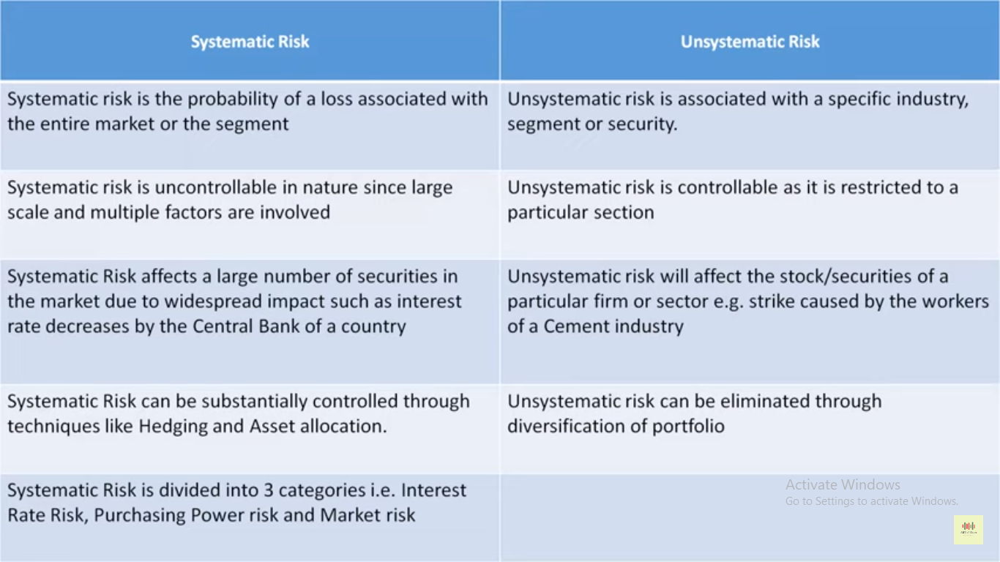 Systematic Risk
Unsystematic Risk
Systematic risk is the probability of a loss associated with
the entire market or the segment
Unsystematic risk is associated with a specific industry,
segment or security.
Systematic risk is uncontrollable in nature since large
scale and multiple factors are involved
Unsystematic risk is controllable as it is restricted to a
particular section
Systematic Risk affects a large number of securities in
the market due to widespread impact such as interest
rate decreases by the Central Bank of a country
Unsystematic risk will affect the stock/securities of a
particular firm or sector e.g. strike caused by the workers
of a Cement industry
Systematic Risk can be substantially controlled through
techniques like Hedging and Asset allocation.
Unsystematic risk can be eliminated through
diversification of portfolio
Systematic Risk is divided into 3 categories i.e. Interest
Rate Risk, Purchasing Power risk and Market risk
Activate Windows
Go to Settings to activate Windows.